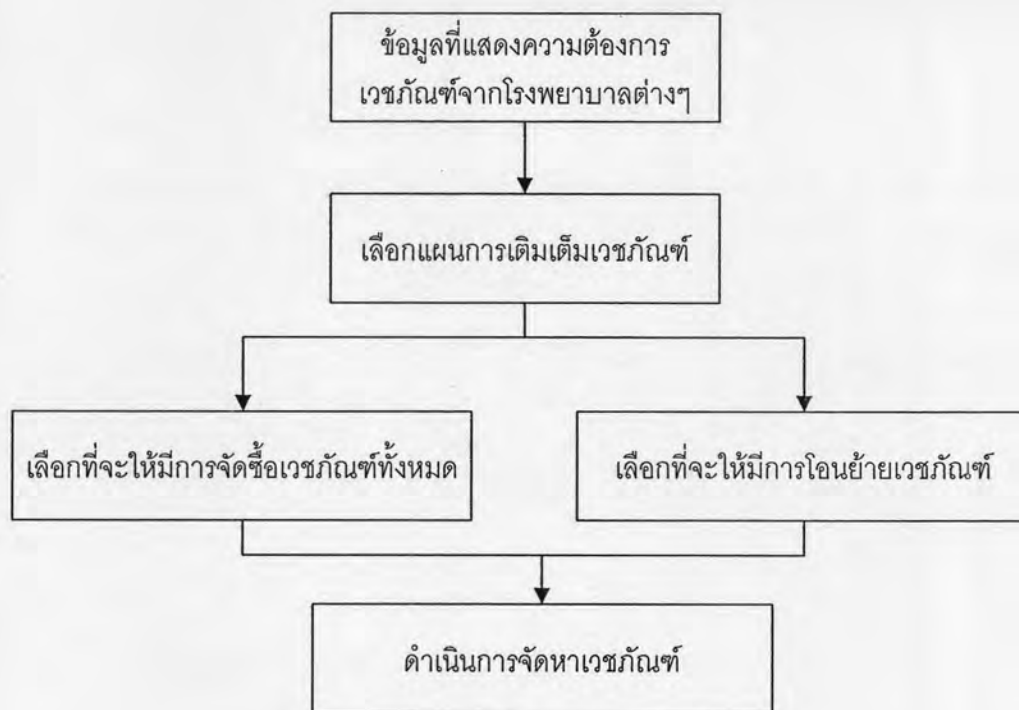 ข้อมูลที่แสดงความต้องการ
เวชภัณฑ์จากโรงพยาบาลต่างๆ
เลือกแผนการเติมเต็มเวชภัณฑ์
เลือกที่จะให้มีการจัดซื้อเวชภัณฑ์ทั้งหมด
เลือกที่จะให้มีการโอนย้ายเวชภัณฑ์
ดำเนินการจัดหาเวชภัณฑ์